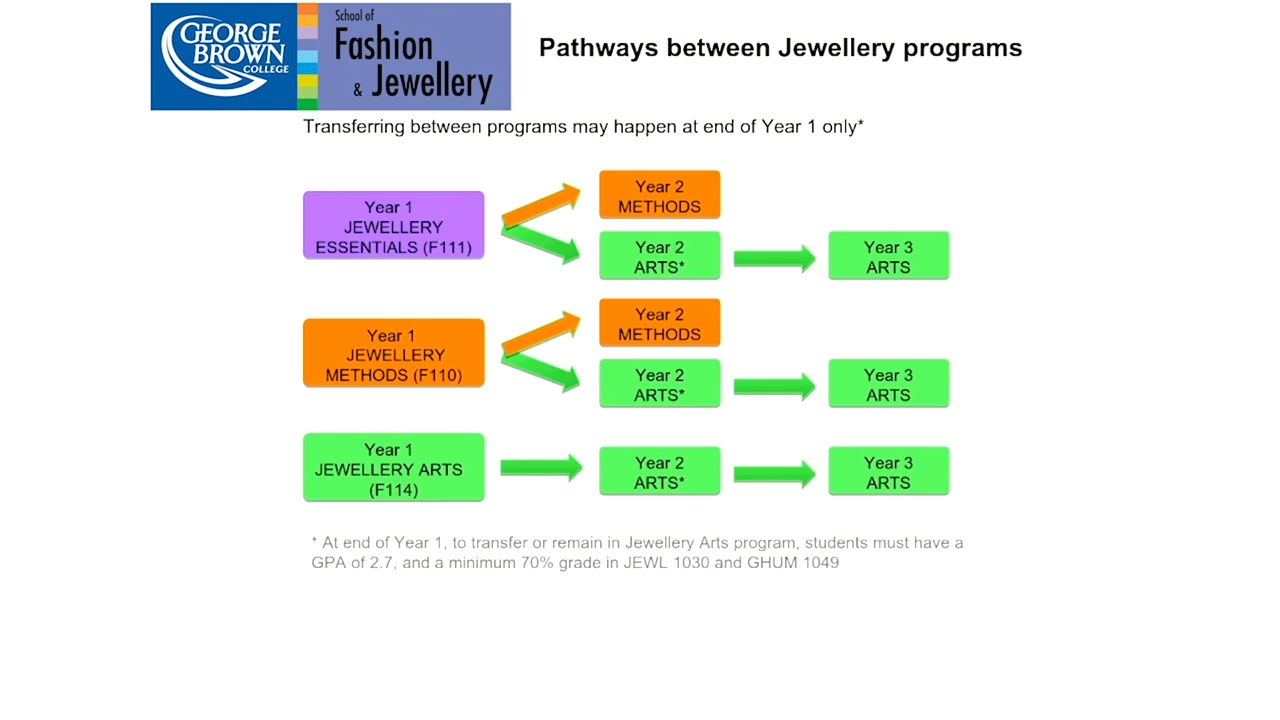 GEORGE
BROWN
COLLEGE
School of
Fashion
& Jewellery
Pathways between Jewellery programs
Transferring between programs may happen at end of Year 1 only*
Year 1
JEWELLERY
ESSENTIALS (F111)
Year 2
METHODS
Year 2
ARTS*
Year 3
ARTS
Year 1
JEWELLERY
METHODS (F110)
Year 2
METHODS
Year 2
ARTS*
Year 3
ARTS
Year 1
JEWELLERY ARTS
(F114)
Year 2
ARTS*
Year 3
ARTS
* At end of Year 1, to transfer or remain in Jewellery Arts program, students must have a
GPA of 2.7, and a minimum 70% grade in JEWL 1030 and GHUM 1049